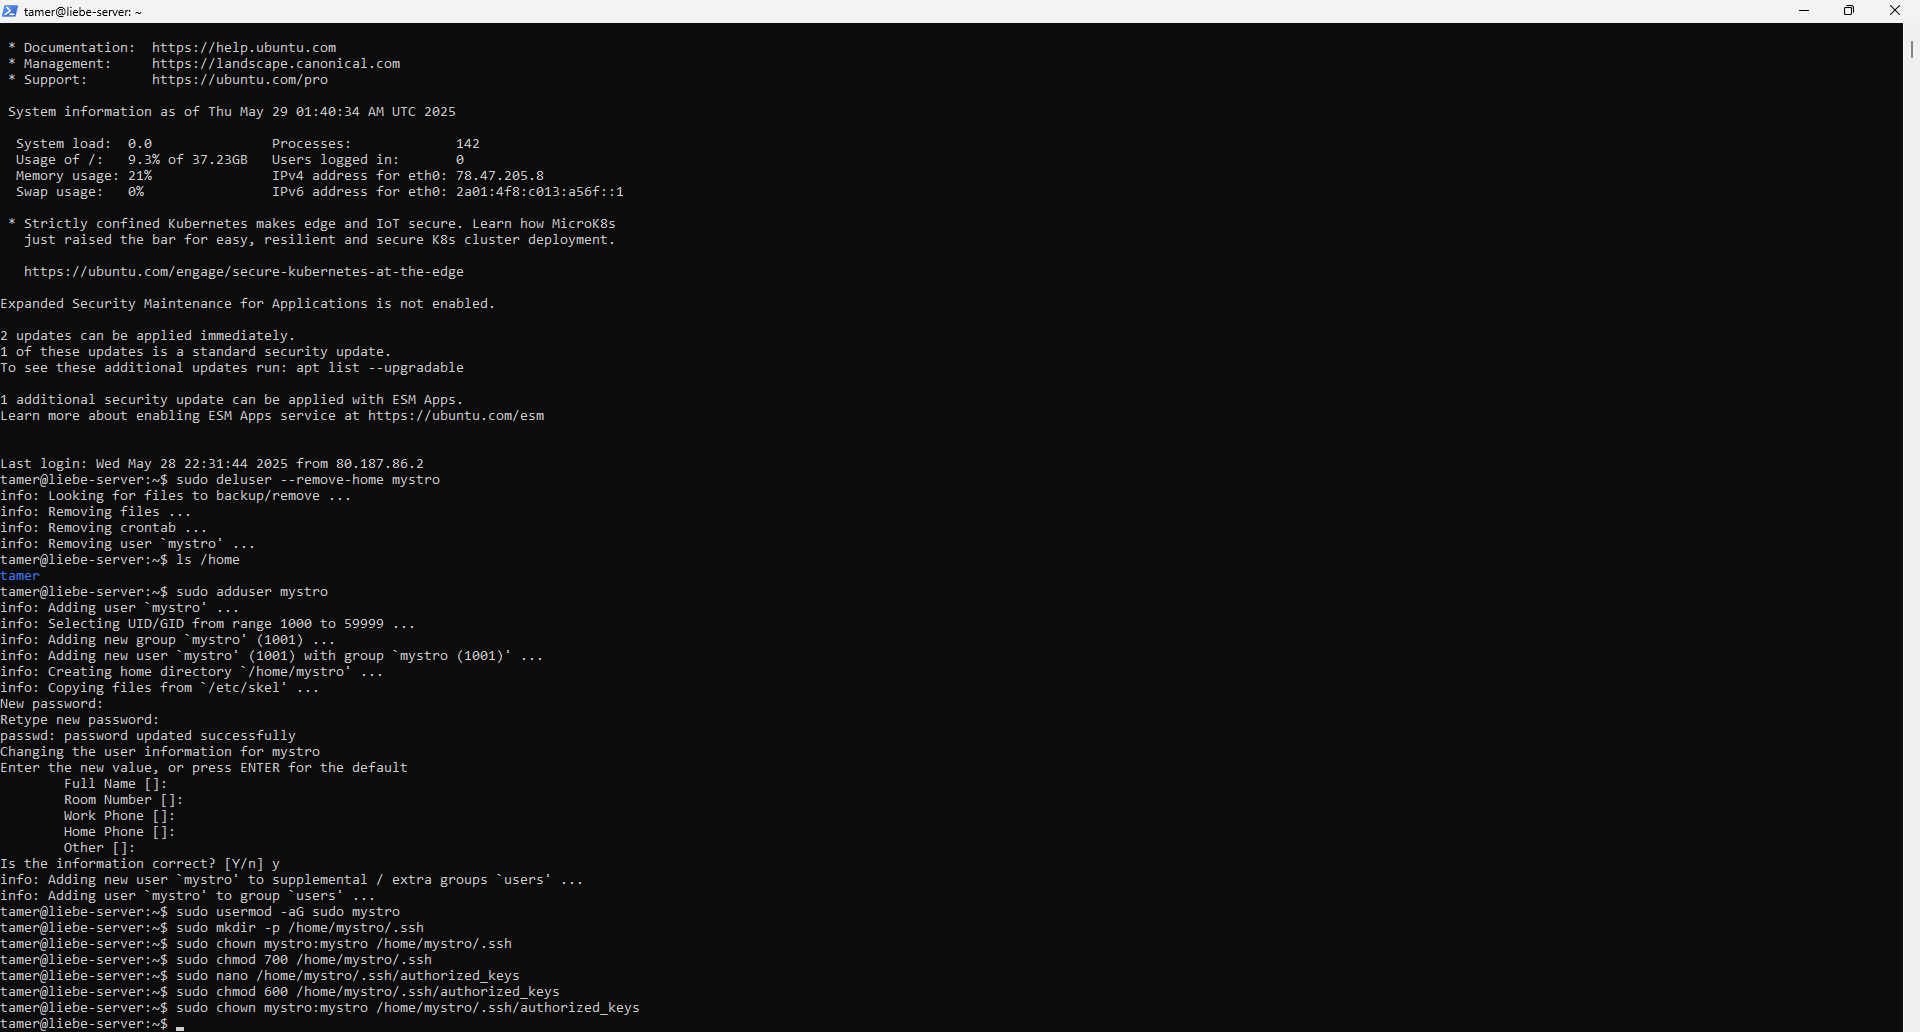 tamer@liebe-server: ~
* Documentation:  https://help.ubuntu.com
* Management:     https://landscape.canonical.com
* Support:        https://ubuntu.com/pro
System information as of Thu May 29 01:40:34 AM UTC 2025
System load:  0.0               Processes:             142
Usage of /:   9.3% of 37.23GB   Users logged in:       0
Memory usage: 21%               IPv4 address for eth0: 78.47.205.8
Swap usage:   0%                IPv6 address for eth0: 2a01:4f8:c013:a56f::1
* Strictly confined Kubernetes makes edge and IoT secure. Learn how MicroK8s
just raised the bar for easy, resilient and secure K8s cluster deployment.
https://ubuntu.com/engage/secure-kubernetes-at-the-edge
Expanded Security Maintenance for Applications is not enabled.
2 updates can be applied immediately.
1 of these updates is a standard security update.
To see these additional updates run: apt list --upgradable
1 additional security update can be applied with ESM Apps.
Learn more about enabling ESM Apps service at https://ubuntu.com/esm
Last login: Wed May 28 22:31:44 2025 from 80.187.86.2
tamer@liebe-server:~$ sudo deluser --remove-home mystro
info: Looking for files to backup/remove ...
info: Removing files ...
info: Removing crontab ...
info: Removing user `mystro' ...
tamer@liebe-server:~$ ls /home
tamer
tamer@liebe-server:~$ sudo adduser mystro
info: Adding user `mystro' ...
info: Selecting UID/GID from range 1000 to 59999 ...
info: Adding new group `mystro' (1001) ...
info: Adding new user `mystro' (1001) with group `mystro (1001)' ...
info: Creating home directory `/home/mystro' ...
info: Copying files from `/etc/skel' ...
New password:
Retype new password:
passwd: password updated successfully
Changing the user information for mystro
Enter the new value, or press ENTER for the default
Full Name []:
Room Number []:
Work Phone []:
Home Phone []:
Other []:
Is the information correct? [Y/n] y
info: Adding new user `mystro' to supplemental / extra groups `users' ...
info: Adding user `mystro' to group `users' ...
tamer@liebe-server:~$ sudo usermod -aG sudo mystro
tamer@liebe-server:~$ sudo mkdir -p /home/mystro/.ssh
tamer@liebe-server:~$ sudo chown mystro:mystro /home/mystro/.ssh
tamer@liebe-server:~$ sudo chmod 700 /home/mystro/.ssh
tamer@liebe-server:~$ sudo nano /home/mystro/.ssh/authorized_keys
tamer@liebe-server:~$ sudo chmod 600 /home/mystro/.ssh/authorized_keys
tamer@liebe-server:~$ sudo chown mystro:mystro /home/mystro/.ssh/authorized_keys
tamer@liebe-server:~$